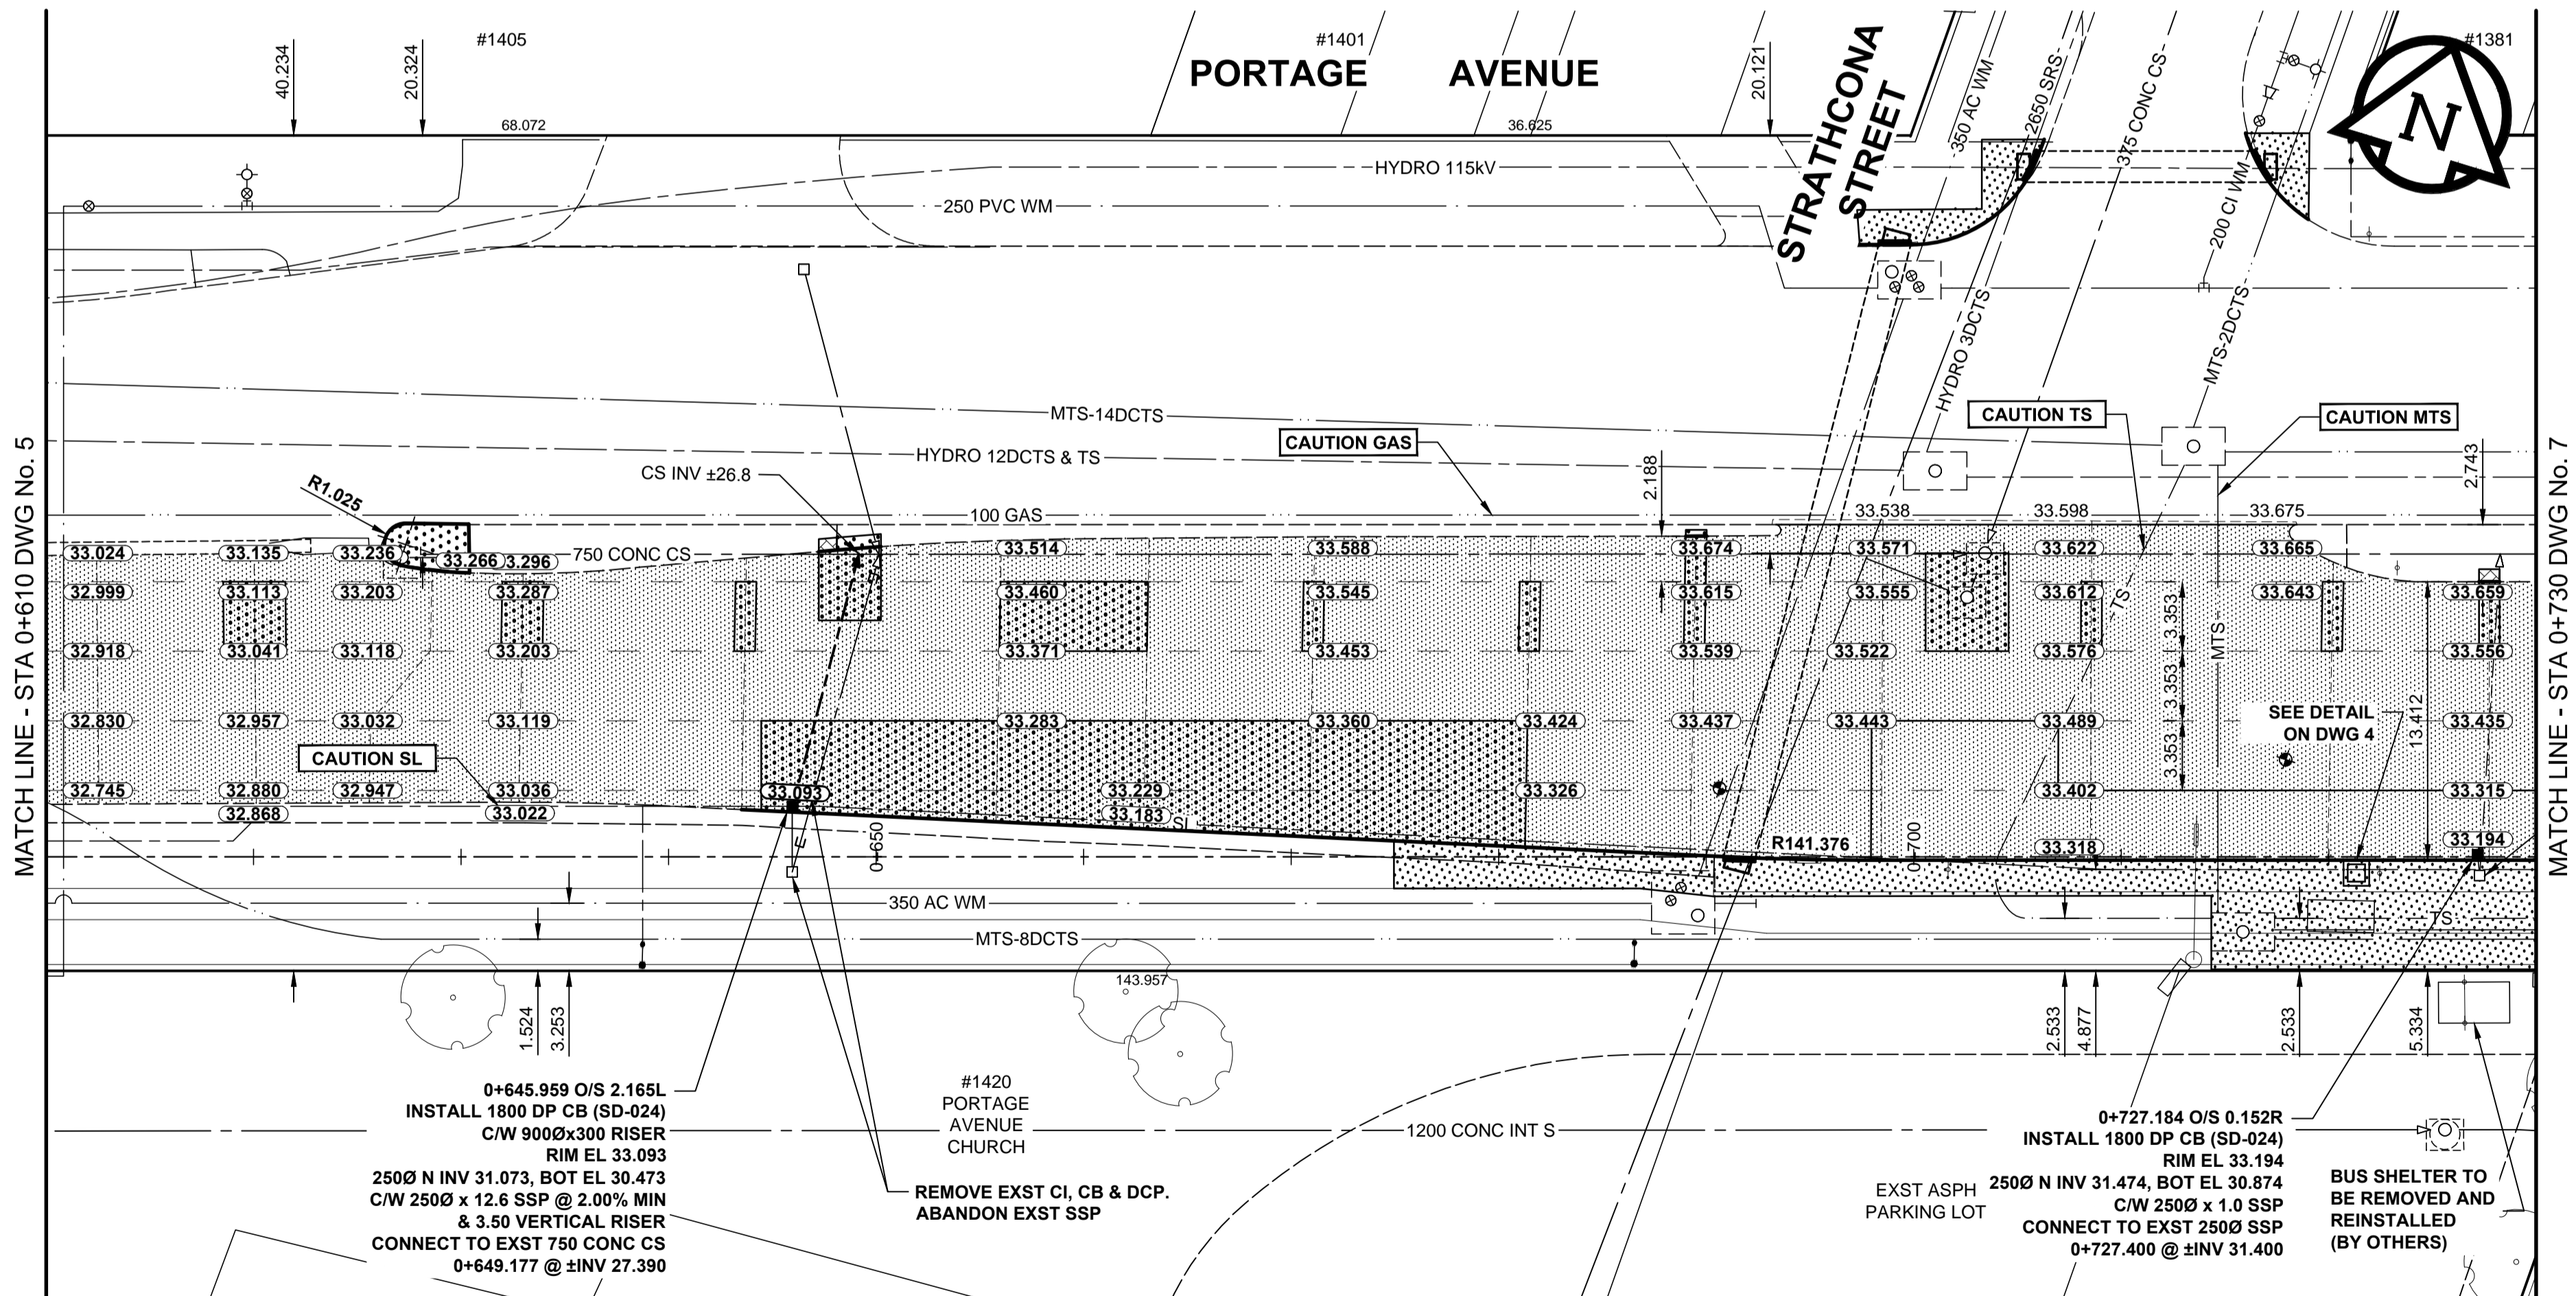 #1405
#1401
#1381
PORTAGE AVENUE
STRATHCONA
STREET
N
40.234
20.324
20.121
68.072
36.625
350 AC WM
2650 SRS
375 CONC CS
HYDRO 115kV
250 PVC WM
200 CI WM
HYDRO 3DCTS
MTS-2DCTS
MTS-14DCTS
HYDRO 12DCTS & TS
CAUTION GAS
CAUTION TS
CAUTION MTS
CS INV ±26.8
R1.025
2.188
2.743
100 GAS
750 CONC CS
33.538
33.598
33.675
MATCH LINE - STA 0+610 DWG No. 5
MATCH LINE - STA 0+730 DWG No. 7
33.024
33.135
33.236
33.266
3.296
33.514
33.588
33.674
33.571
33.622
33.665
32.999
33.113
33.203
33.287
33.460
33.545
33.615
33.555
33.612
33.643
33.659
32.918
33.041
33.118
33.203
33.371
33.453
33.539
33.522
33.576
33.556
TS
MTS
3.353
3.353
3.353
13.412
32.830
32.957
33.032
33.119
33.283
33.360
33.424
33.437
33.443
33.489
33.435
SEE DETAIL
ON DWG 4
CAUTION SL
32.745
32.880
32.947
33.036
33.093
33.229
33.326
33.402
33.315
32.868
33.022
33.183
33.318
33.194
R141.376
0+650
0+700
350 AC WM
MTS-8DCTS
TS
143.957
1.524
3.253
2.533
4.877
2.533
5.334
0+645.959 O/S 2.165L
INSTALL 1800 DP CB (SD-024)
C/W 900Øx300 RISER
RIM EL 33.093
250Ø N INV 31.073, BOT EL 30.473
C/W 250Ø x 12.6 SSP @ 2.00% MIN
& 3.50 VERTICAL RISER
CONNECT TO EXST 750 CONC CS
0+649.177 @ ±INV 27.390
#1420
PORTAGE
AVENUE
CHURCH
1200 CONC INT S
REMOVE EXST CI, CB & DCP.
ABANDON EXST SSP
EXST ASPH
PARKING LOT
0+727.184 O/S 0.152R
INSTALL 1800 DP CB (SD-024)
RIM EL 33.194
250Ø N INV 31.474, BOT EL 30.874
C/W 250Ø x 1.0 SSP
CONNECT TO EXST 250Ø SSP
0+727.400 @ ±INV 31.400
BUS SHELTER TO
BE REMOVED AND
REINSTALLED
(BY OTHERS)